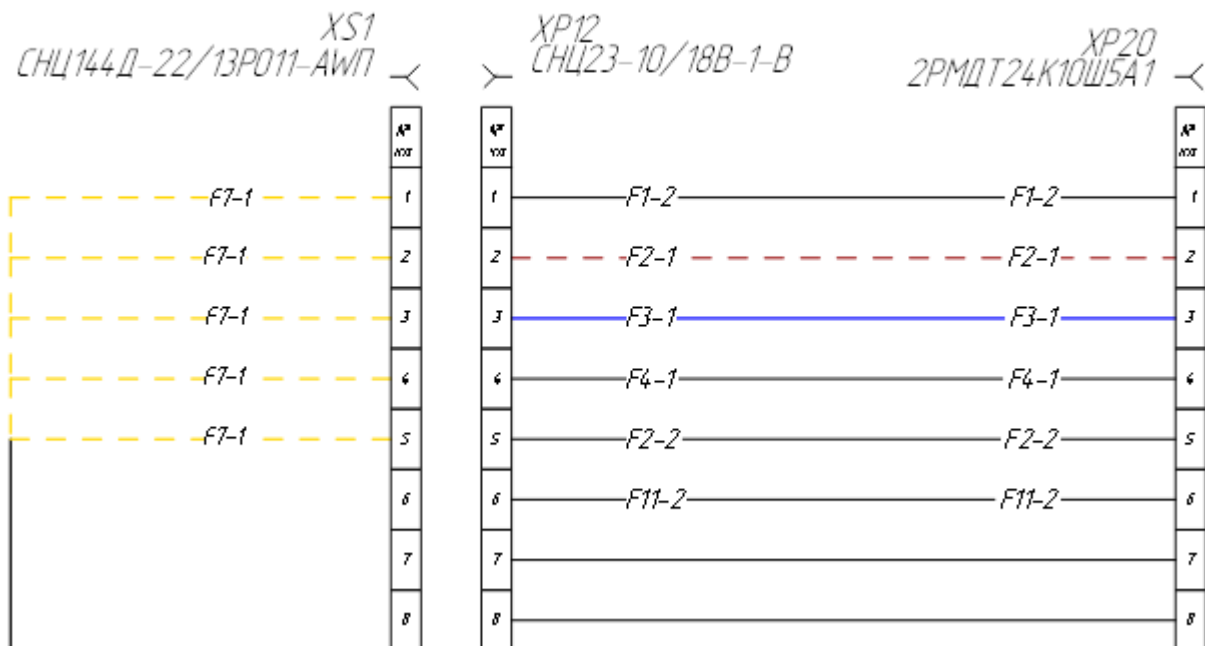 XS1
СНЦ144Д-22/13Р011-АWП
XP12
СНЦ23-10/18В-1-В
XP20
2РМДТ24К10Ш5А1
№
№
№
1 F7-1
2 F7-1
3 F7-1
4 F7-1
5 F7-1
6
7
8
1 F1-2 F1-2 1
2 F2-1 F2-1 2
3 F3-1 F3-1 3
4 F4-1 F4-1 4
5 F2-2 F2-2 5
6 F11-2 F11-2 6
7 7
8 8